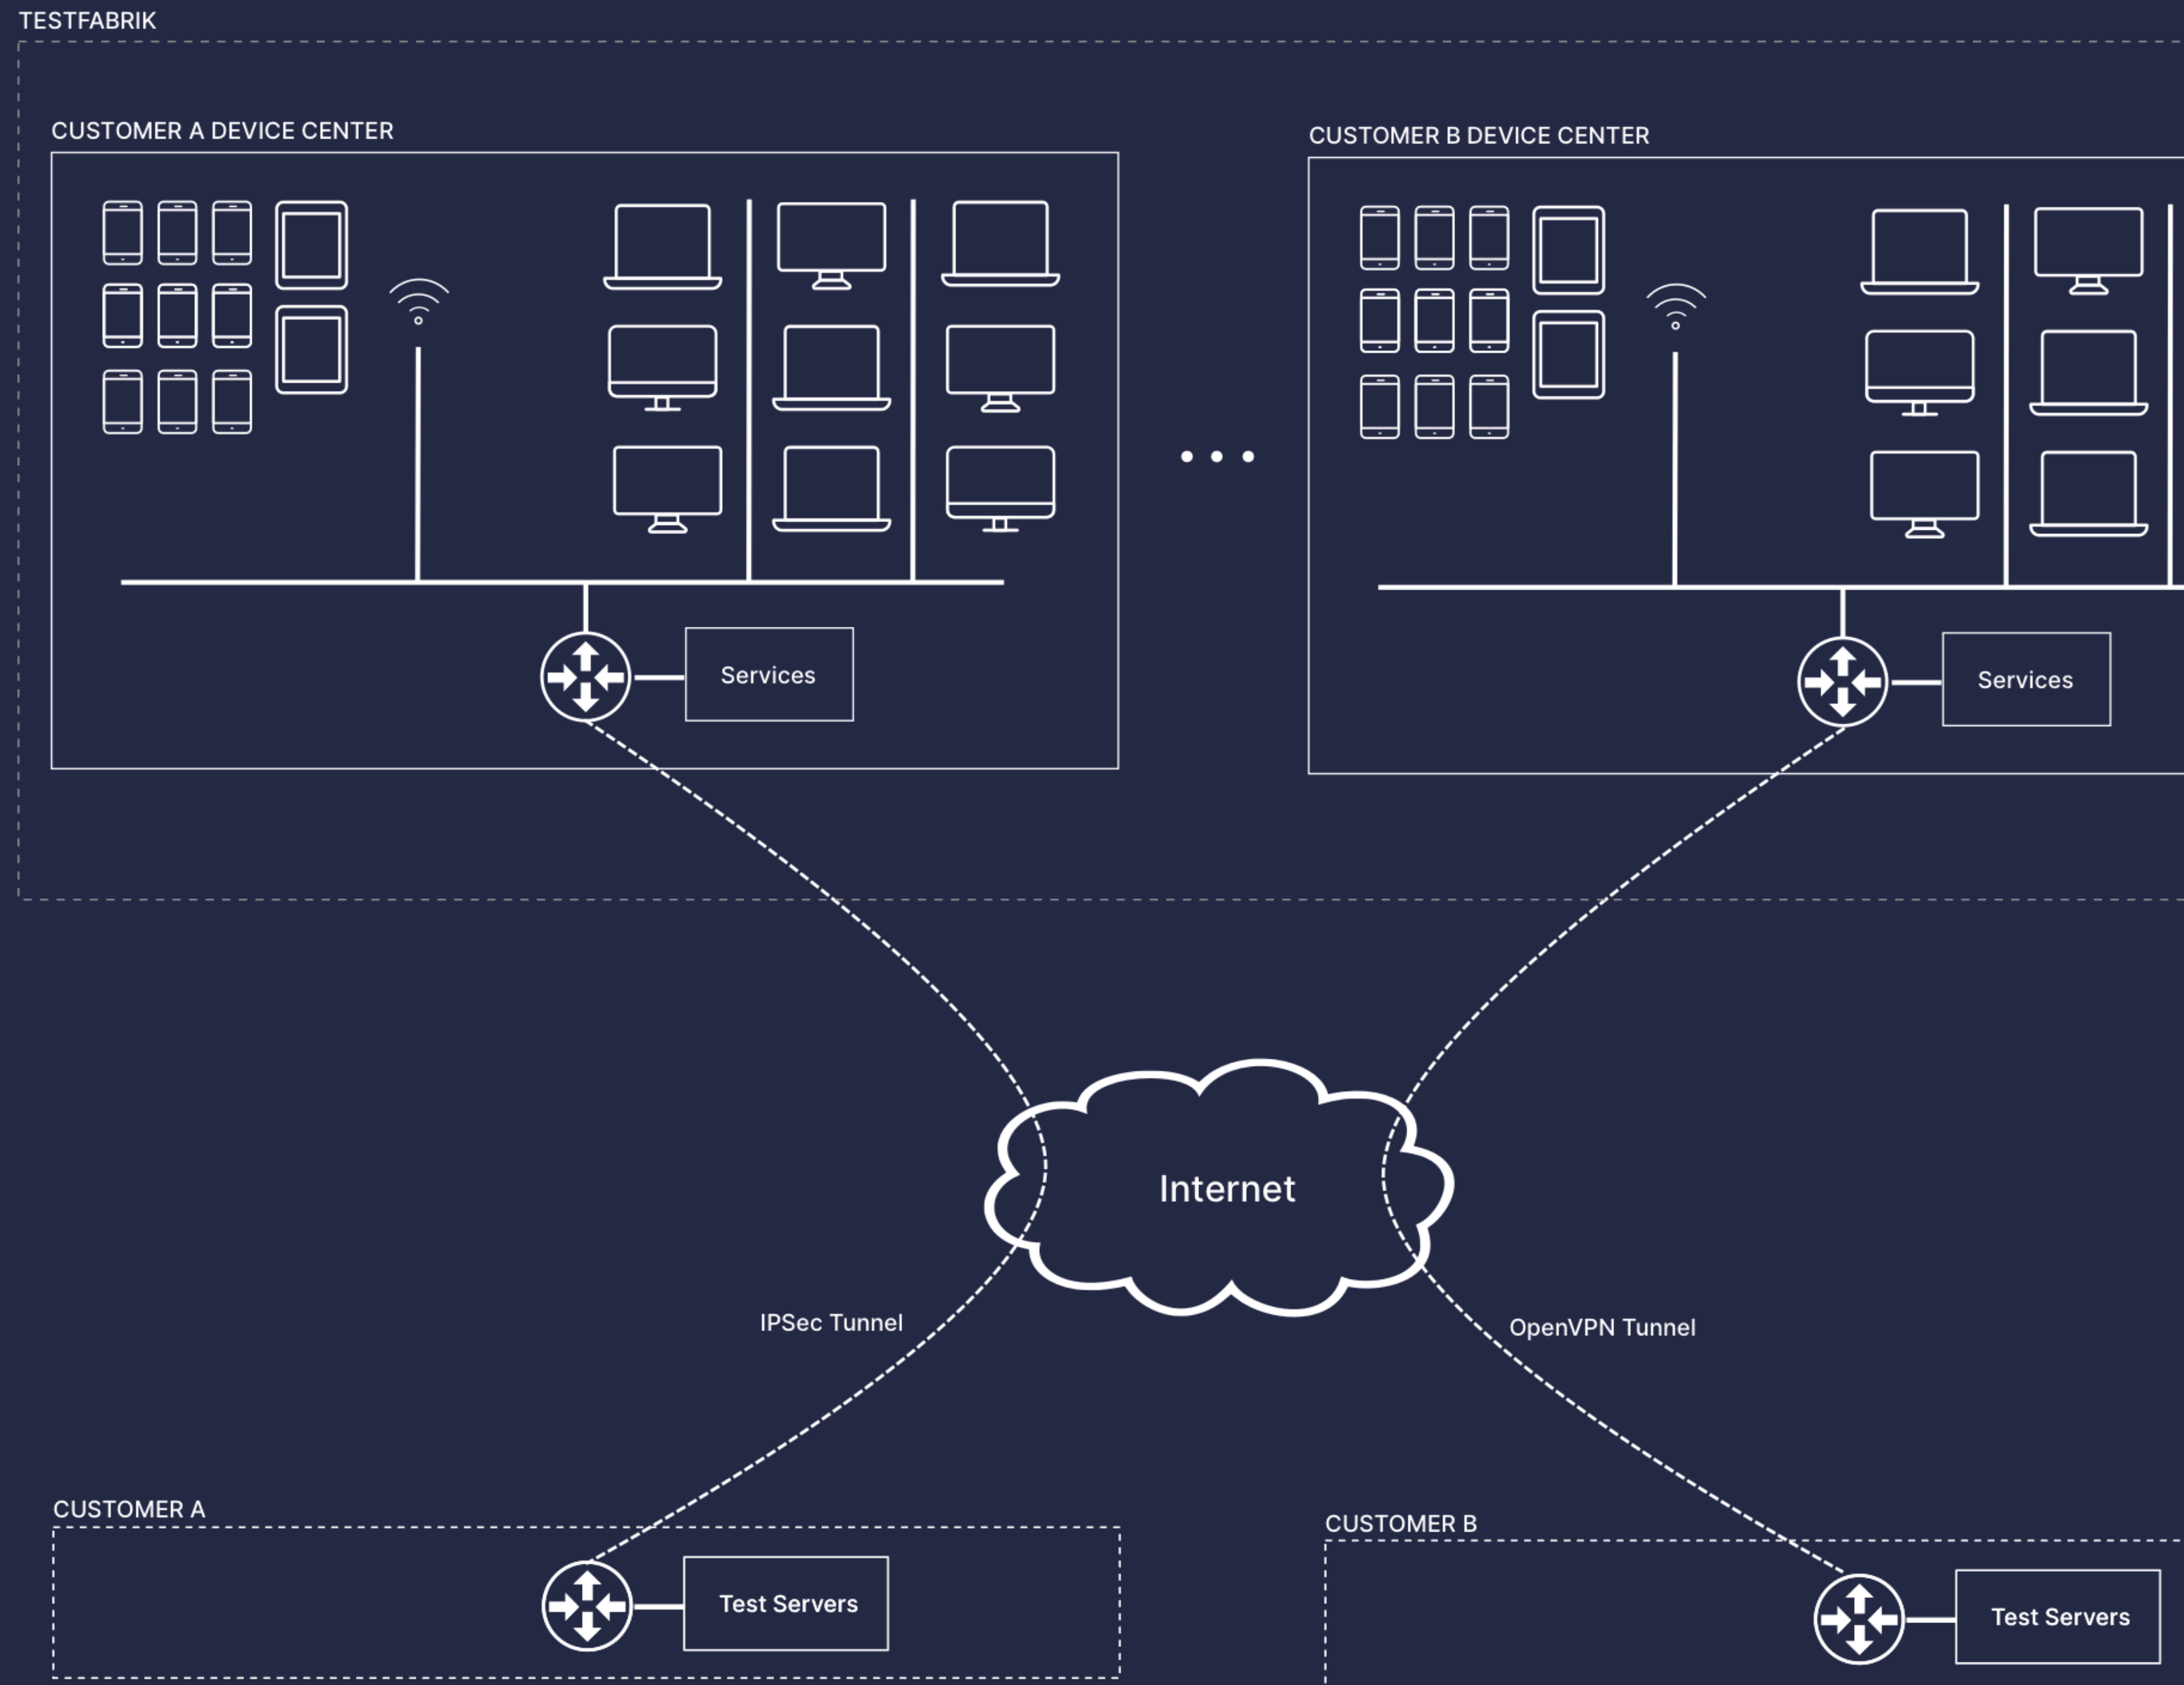 TESTFABRIK
CUSTOMER A DEVICE CENTER
CUSTOMER B DEVICE CENTER
Services
Services
Internet
IPSec Tunnel
OpenVPN Tunnel
CUSTOMER A
CUSTOMER B
Test Servers
Test Servers